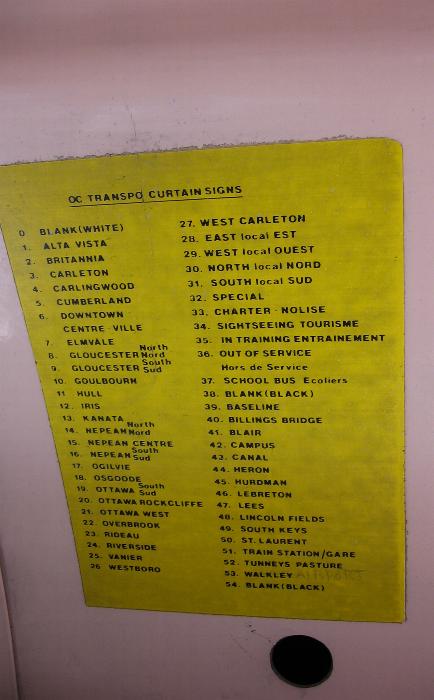 OC TRANSPO CURTAIN SIGNS
0 BLANK(WHITE)
1. ALTA VISTA
2. BRITANNIA
3. CARLETON
4. CARLINGWOOD
5. CUMBERLAND
6. DOWNTOWN
CENTRE-VILLE
7. ELMVALE
8. GLOUCESTER North Nord
9. GLOUCESTER South Sud
10. GOULBOURN
11 HULL
12. IRIS
13. KANATA
14. NEPEAN North Nord
15. NEPEAN CENTRE
16. NEPEAN South Sud
17. OGILVIE
18. OSGOODE
19. OTTAWA South Sud
20. OTTAWA ROCKCLIFFE
21. OTTAWA WEST
22. OVERBROOK
23. RIDEAU
24. RIVERSIDE
25. VANIER
26 WESTBORO
27. WEST CARLETON
28. EAST local EST
29. WEST local OUEST
30. NORTH local NORD
31. SOUTH local SUD
32. SPECIAL
33. CHARTER - NOLISE
34. SIGHTSEEING TOURISME
35. IN TRAINING ENTRAINEMENT
36. OUT OF SERVICE
Hors de Service
37. SCHOOL BUS Ecoliers
38. BLANK(BLACK)
39. BASELINE
40. BILLINGS BRIDGE
41. BLAIR
42. CAMPUS
43. CANAL
44. HERON
45. HURDMAN
46. LEBRETON
47. LEES
48. LINCOLN FIELDS
49. SOUTH KEYS
50. ST. LAURENT
51. TRAIN STATION/GARE
52. TUNNEYS PASTURE
53. WALKLEY
54. BLANK(BLACK)